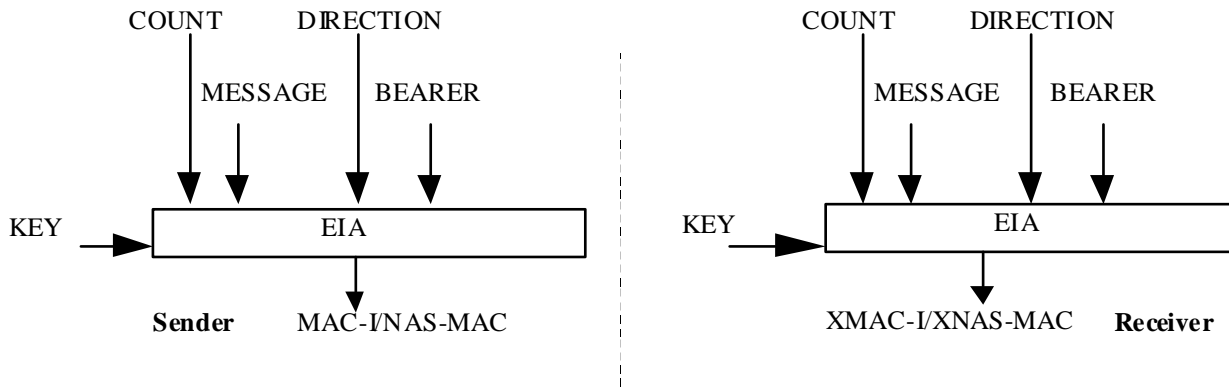 COUNT DIRECTION COUNT DIRECTION
MESSAGE BEARER MESSAGE BEARER
KEY EIA KEY EIA
Sender MAC-I/NAS-MAC XMAC-I/XNAS-MAC Receiver